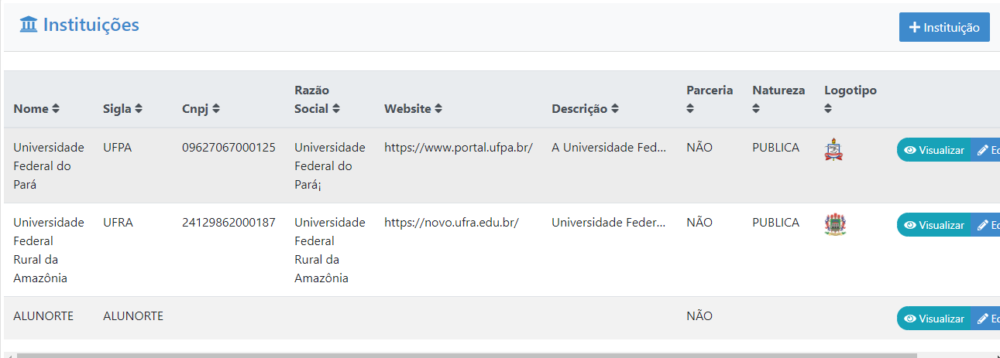 Instituições
Instituição
Razão
Parceria Natureza Logotipo
Nome Sigla Cnpj Social Website Descrição
Universidade UFPA 09627067000125 Universidade https://www.portal.ufpa.br/ A Universidade Fed... NÃO PUBLICA Visualizar Ed
Federal do Federal do
Pará Pará¡
Universidade UFRA 24129862000187 Universidade https://novo.ufra.edu.br/ Universidade Feder... NÃO PUBLICA Visualizar Ed
Federal Federal
Rural da Rural da
Amazônia Amazônia
ALUNORTE ALUNORTE NÃO Visualizar Ed